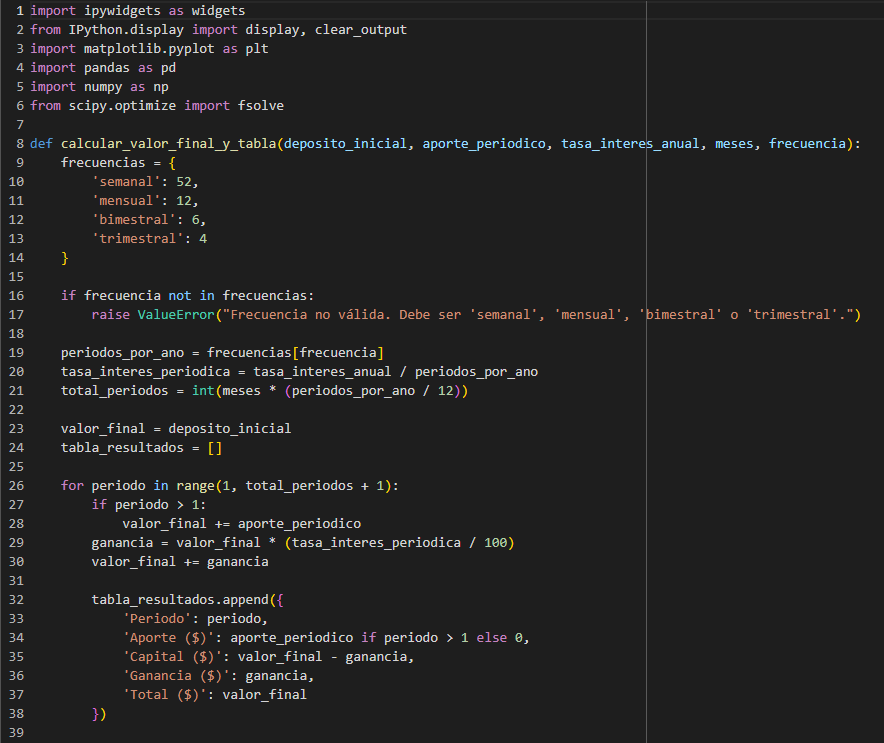 1 import ipywidgets as widgets
2 from IPython.display import display, clear_output
3 import matplotlib.pyplot as plt
4 import pandas as pd
5 import numpy as np
6 from scipy.optimize import fsolve
7
8 def calcular_valor_final_y_tabla(deposito_inicial, aporte_periodico, tasa_interes_anual, meses, frecuencia):
9     frecuencias = {
10         'semanal': 52,
11         'mensual': 12,
12         'bimestral': 6,
13         'trimestral': 4
14     }
15
16     if frecuencia not in frecuencias:
17         raise ValueError("Frecuencia no válida. Debe ser 'semanal', 'mensual', 'bimestral' o 'trimestral'.")
18
19     periodos_por_ano = frecuencias[frecuencia]
20     tasa_interes_periodica = tasa_interes_anual / periodos_por_ano
21     total_periodos = int(meses * (periodos_por_ano / 12))
22
23     valor_final = deposito_inicial
24     tabla_resultados = []
25
26     for periodo in range(1, total_periodos + 1):
27         if periodo > 1:
28             valor_final += aporte_periodico
29         ganancia = valor_final * (tasa_interes_periodica / 100)
30         valor_final += ganancia
31
32         tabla_resultados.append({
33             'Periodo': periodo,
34             'Aporte ($)': aporte_periodico if periodo > 1 else 0,
35             'Capital ($)': valor_final - ganancia,
36             'Ganancia ($)': ganancia,
37             'Total ($)': valor_final
38         })
39